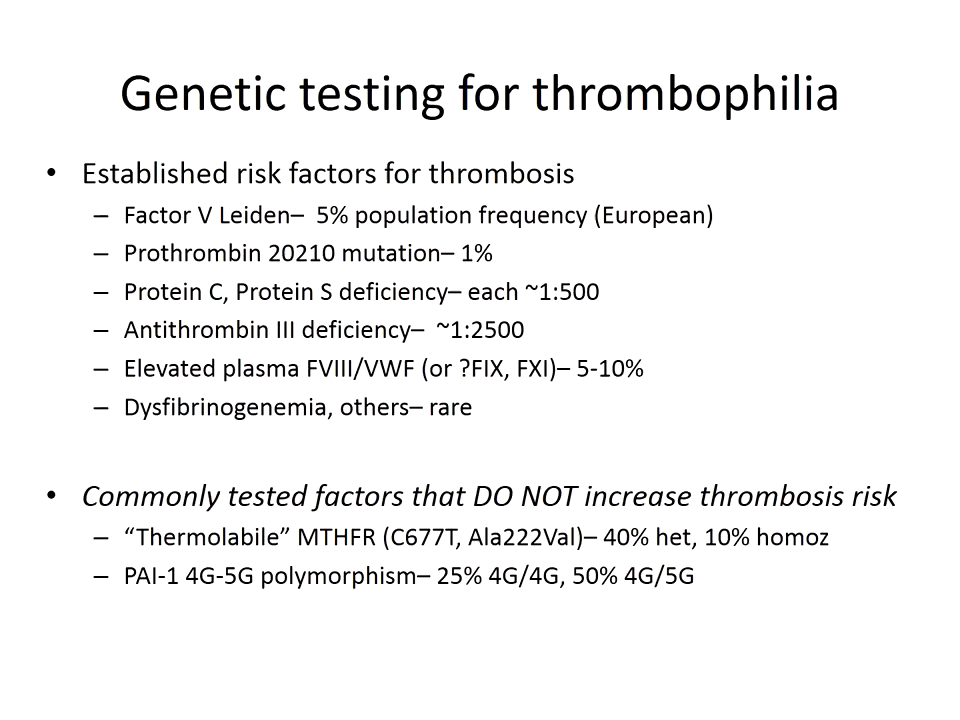 Genetic testing for thrombophilia
• Established risk factors for thrombosis
– Factor V Leiden–  5% population frequency (European)
– Prothrombin 20210 mutation– 1%
– Protein C, Protein S deficiency– each ~1:500
– Antithrombin III deficiency–  ~1:2500
– Elevated plasma FVIII/VWF (or ?FIX, FXI)– 5-10%
– Dysfibrinogenemia, others– rare
• Commonly tested factors that DO NOT increase thrombosis risk
– “Thermolabile” MTHFR (C677T, Ala222Val)– 40% het, 10% homoz
– PAI-1 4G-5G polymorphism– 25% 4G/4G, 50% 4G/5G